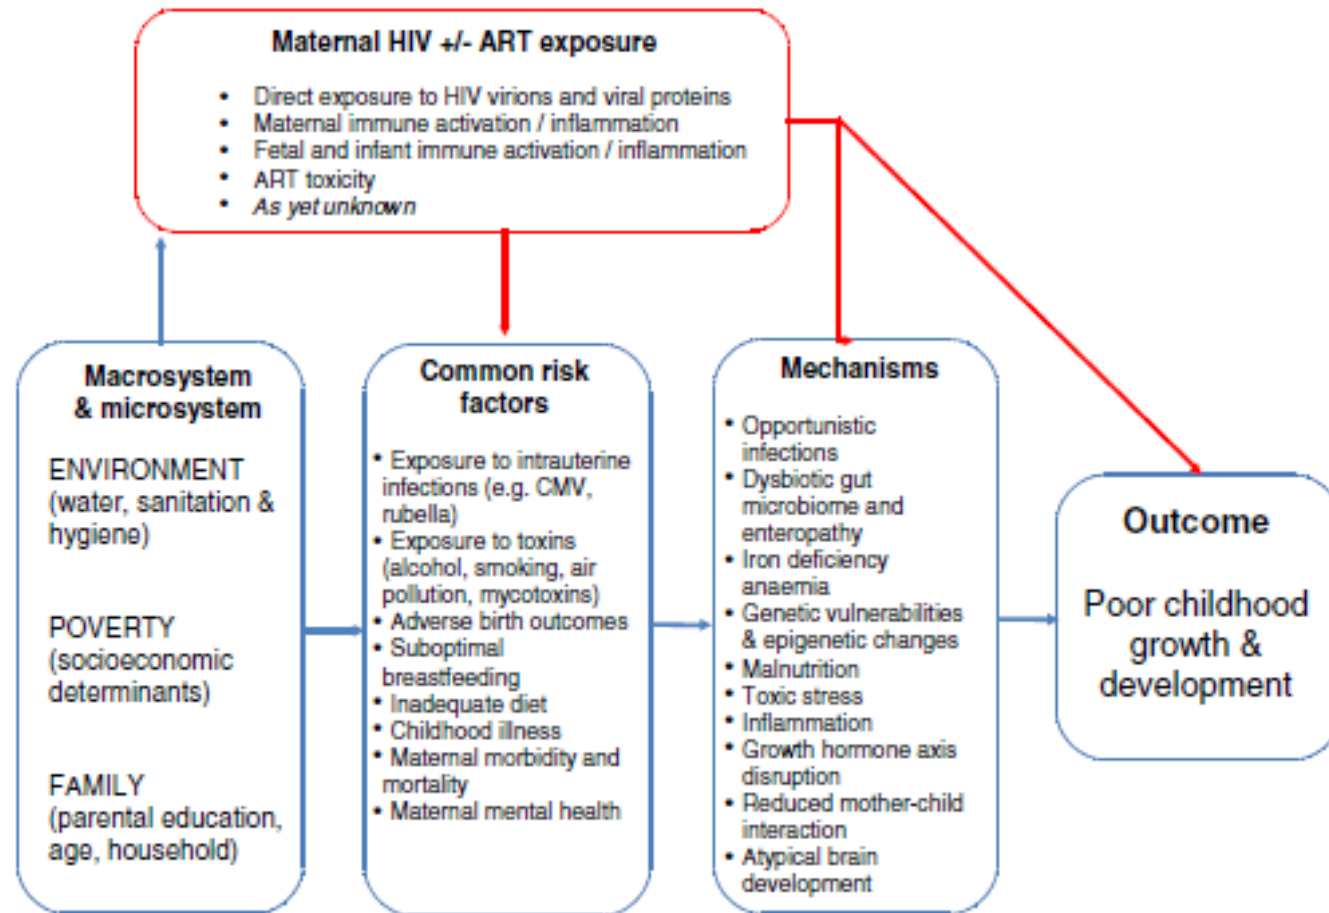 Maternal HIV +/- ART exposure
• Direct exposure to HIV virions and viral proteins
• Maternal immune activation / inflammation
• Fetal and infant immune activation / inflammation
• ART toxicity
• As yet unknown
Macrosystem
& microsystem
ENVIRONMENT
(water, sanitation &
hygiene)
POVERTY
(socioeconomic
determinants)
FAMILY
(parental education,
age, household)
Common risk
factors
• Exposure to intrauterine
infections (e.g. CMV,
rubella)
• Exposure to toxins
(alcohol, smoking, air
pollution, mycotoxins)
• Adverse birth outcomes
• Suboptimal
breastfeeding
• Inadequate diet
• Childhood illness
• Maternal morbidity and
mortality
• Maternal mental health
Mechanisms
• Opportunistic
infections
• Dysbiotic gut
microbiome and
enteropathy
• Iron deficiency
anaemia
• Genetic vulnerabilities
& epigenetic changes
• Malnutrition
• Toxic stress
• Inflammation
• Growth hormone axis
disruption
• Reduced mother-child
interaction
• Atypical brain
development
Outcome
Poor childhood
growth &
development